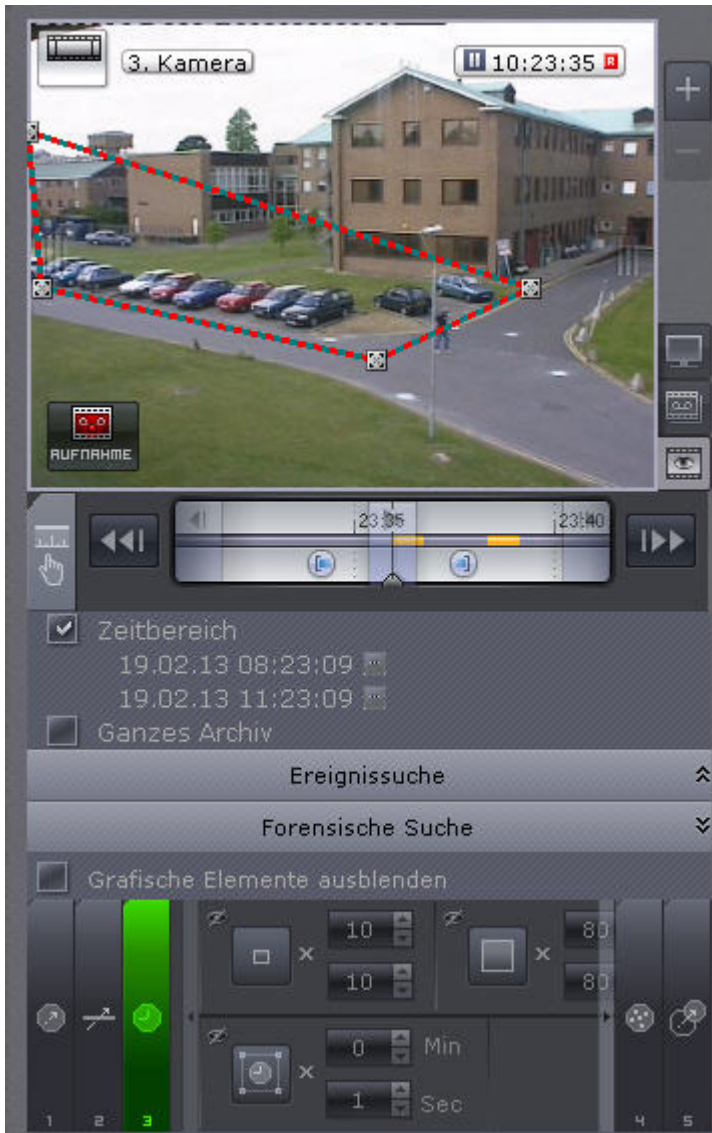 3. Kamera
10:23:35 R
AUFNAHME
23:35
23:40
Zeitbereich
19.02.13 08:23:09
19.02.13 11:23:09
Ganzes Archiv
Ereignissuche
Forensische Suche
Grafische Elemente ausblenden
10
80
10
80
0 Min
1 Sec
1 2 3 4 5